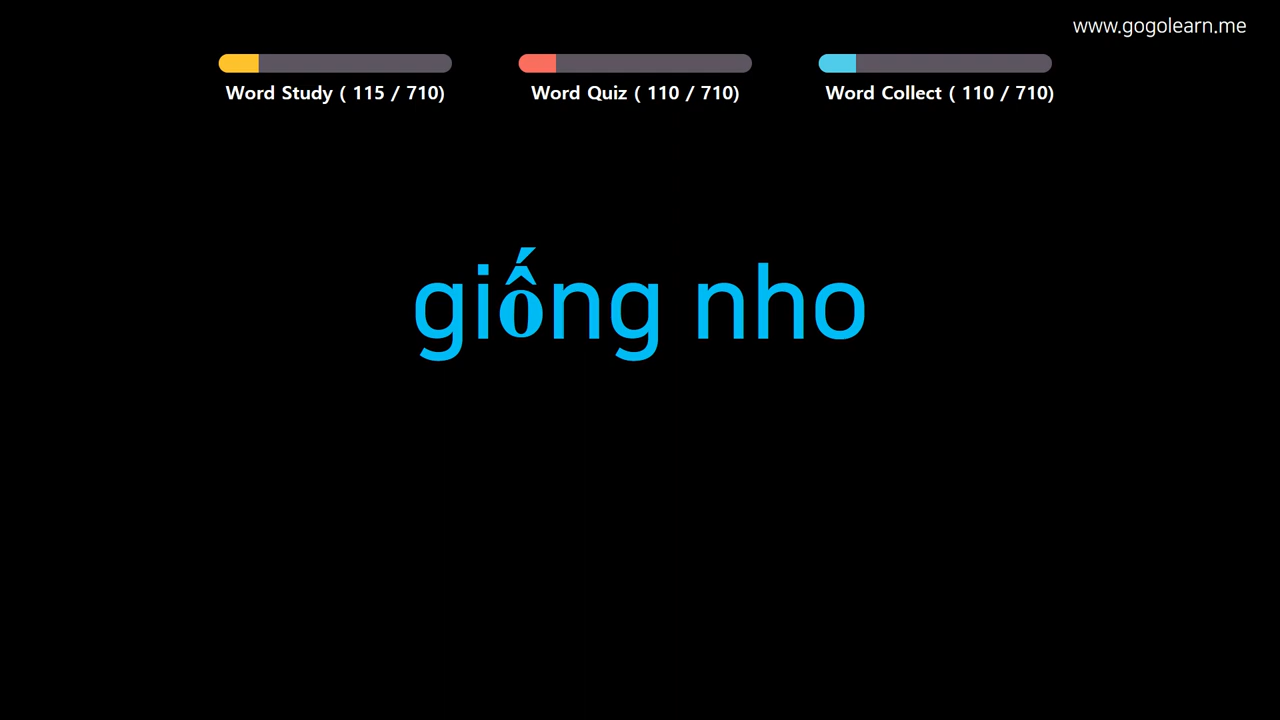 www.gogolearn.me
Word Study ( 115 / 710)
Word Quiz ( 110 / 710)
Word Collect ( 110 / 710)
giống nho